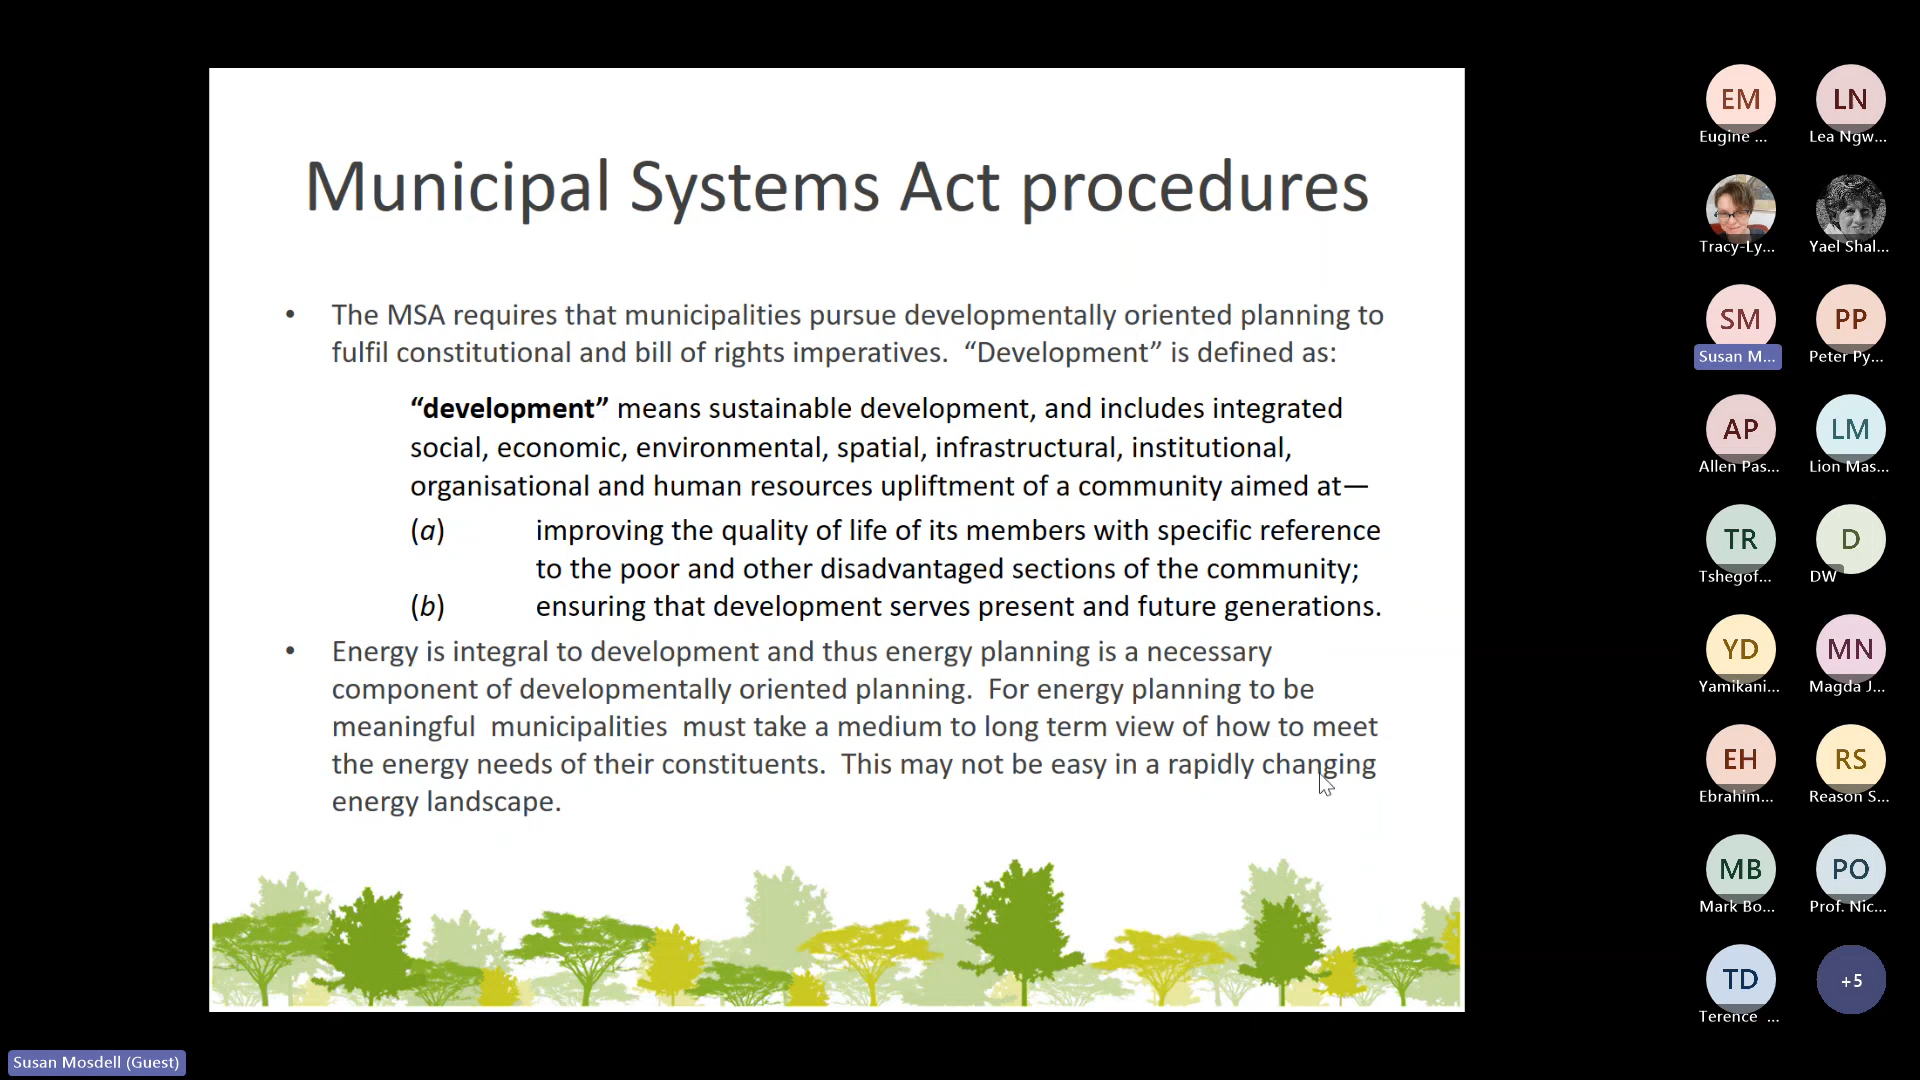 Municipal Systems Act procedures
• The MSA requires that municipalities pursue developmentally oriented planning to
fulfil constitutional and bill of rights imperatives.  “Development” is defined as:
“development” means sustainable development, and includes integrated
social, economic, environmental, spatial, infrastructural, institutional,
organisational and human resources upliftment of a community aimed at—
(a) improving the quality of life of its members with specific reference
to the poor and other disadvantaged sections of the community;
(b) ensuring that development serves present and future generations.
• Energy is integral to development and thus energy planning is a necessary
component of developmentally oriented planning.  For energy planning to be
meaningful  municipalities  must take a medium to long term view of how to meet
the energy needs of their constituents.  This may not be easy in a rapidly changing
energy landscape.
EM LN
Eugine ... Lea Ngw...
Tracy-Ly... Yael Shal...
SM PP
Susan M... Peter Py...
AP LM
Allen Pas... Lion Mas...
TR D
Tshegof... DW
YD MN
Yamikani... Magda J...
EH RS
Ebrahim... Reason S...
MB PO
Mark Bo... Prof. Nic...
TD +5
Terence ...
Susan Mosdell (Guest)